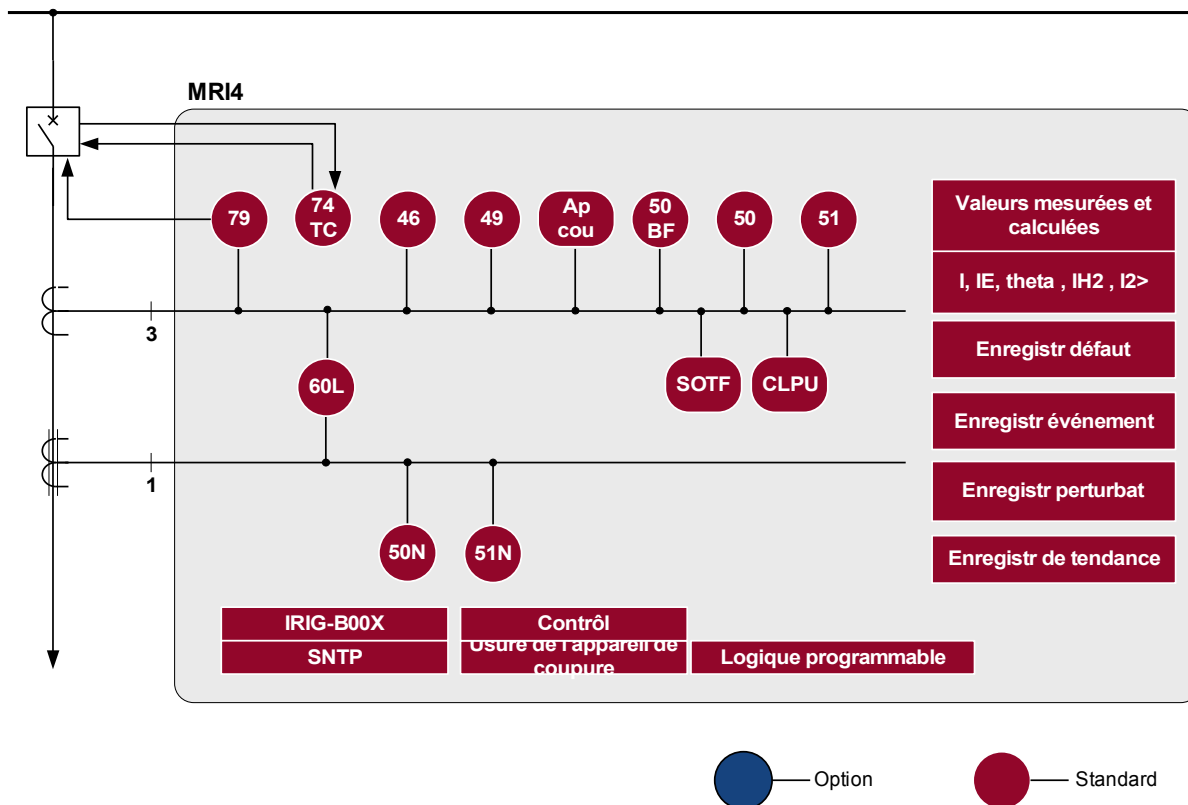 MRI4
79
74
TC
46
49
Ap
cou
50
BF
50
51
Valeurs mesurées et
calculées
I, IE, theta , IH2 , I2>
3
Enregistr défaut
60L
SOTF
CLPU
Enregistr événement
1
Enregistr perturbat
50N
51N
Enregistr de tendance
IRIG-B00X
Contrôl
SNTP
Usure de l'appareil de
coupure
Logique programmable
Option
Standard